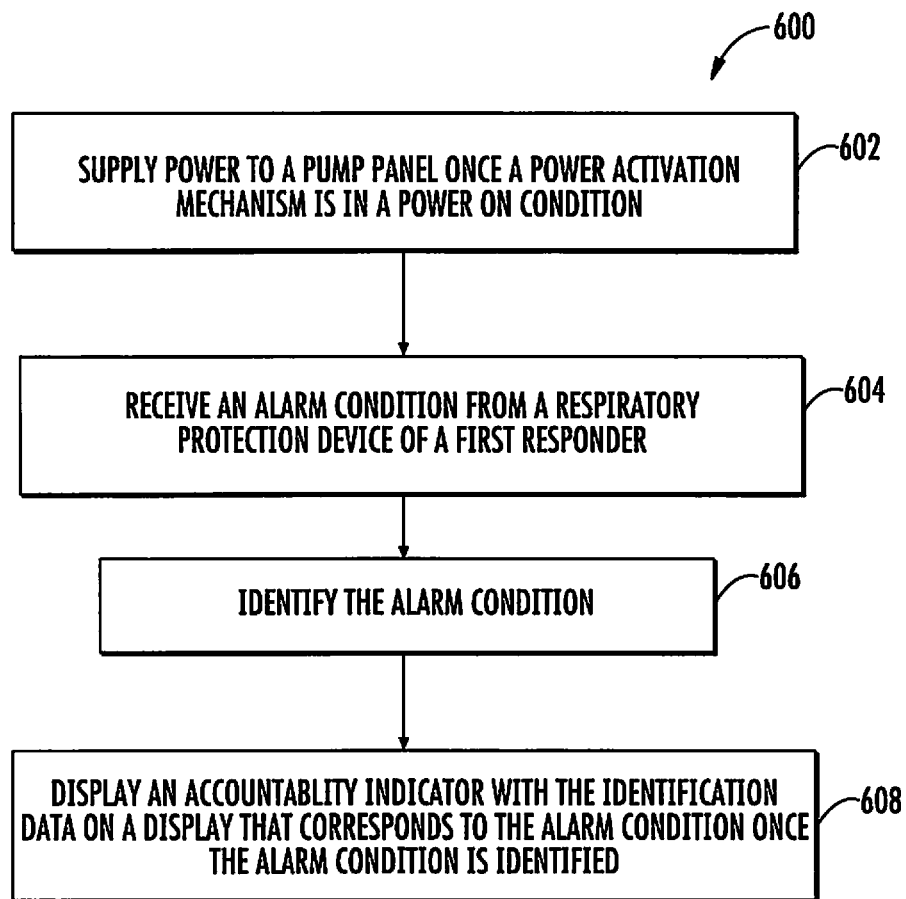 600
SUPPLY POWER TO A PUMP PANEL ONCE A POWER ACTIVATION
MECHANISM IS IN A POWER ON CONDITION
602
RECEIVE AN ALARM CONDITION FROM A RESPIRATORY
PROTECTION DEVICE OF A FIRST RESPONDER
604
IDENTIFY THE ALARM CONDITION
606
DISPLAY AN ACCOUNTABLITY INDICATOR WITH THE IDENTIFICATION
DATA ON A DISPLAY THAT CORRESPONDS TO THE ALARM CONDITION ONCE
THE ALARM CONDITION IS IDENTIFIED
608